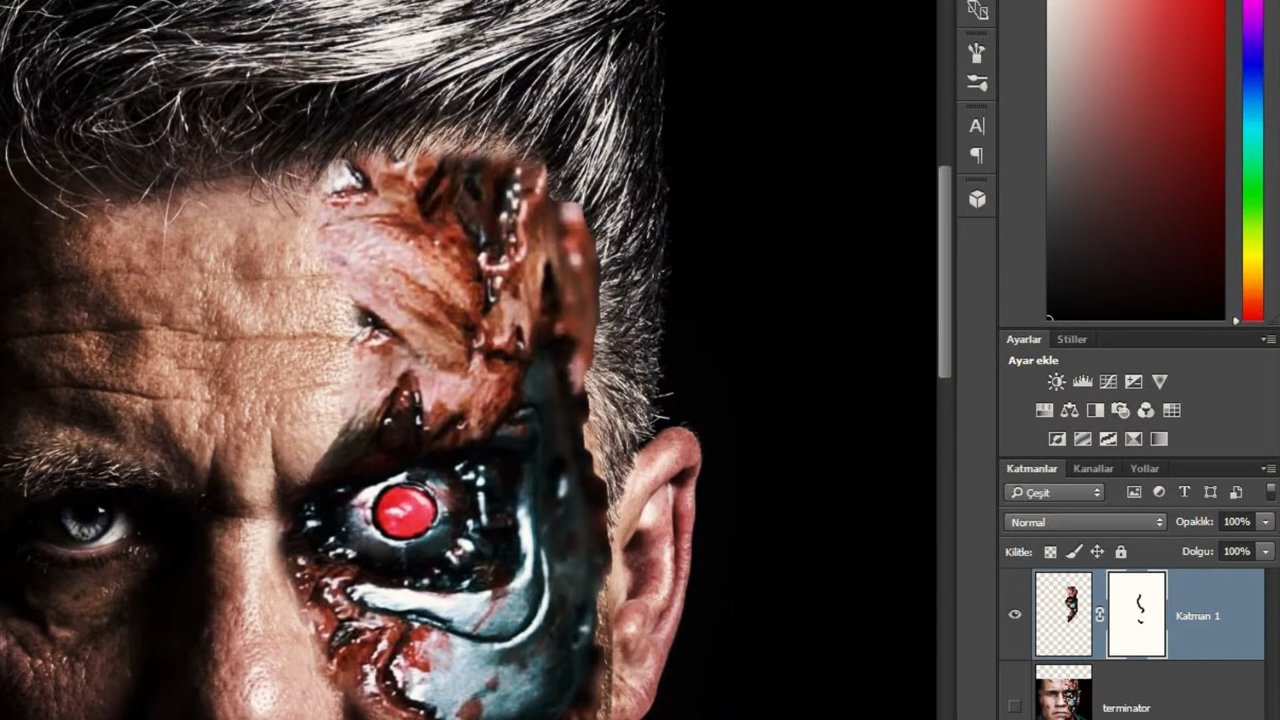 Ayarlar Stiller
Ayar ekle
Katmanlar Kanallar Yollar
Çeşit
Normal Opaklık: 100%
Kilitle: Dolgu: 100%
Katman 1
terminator